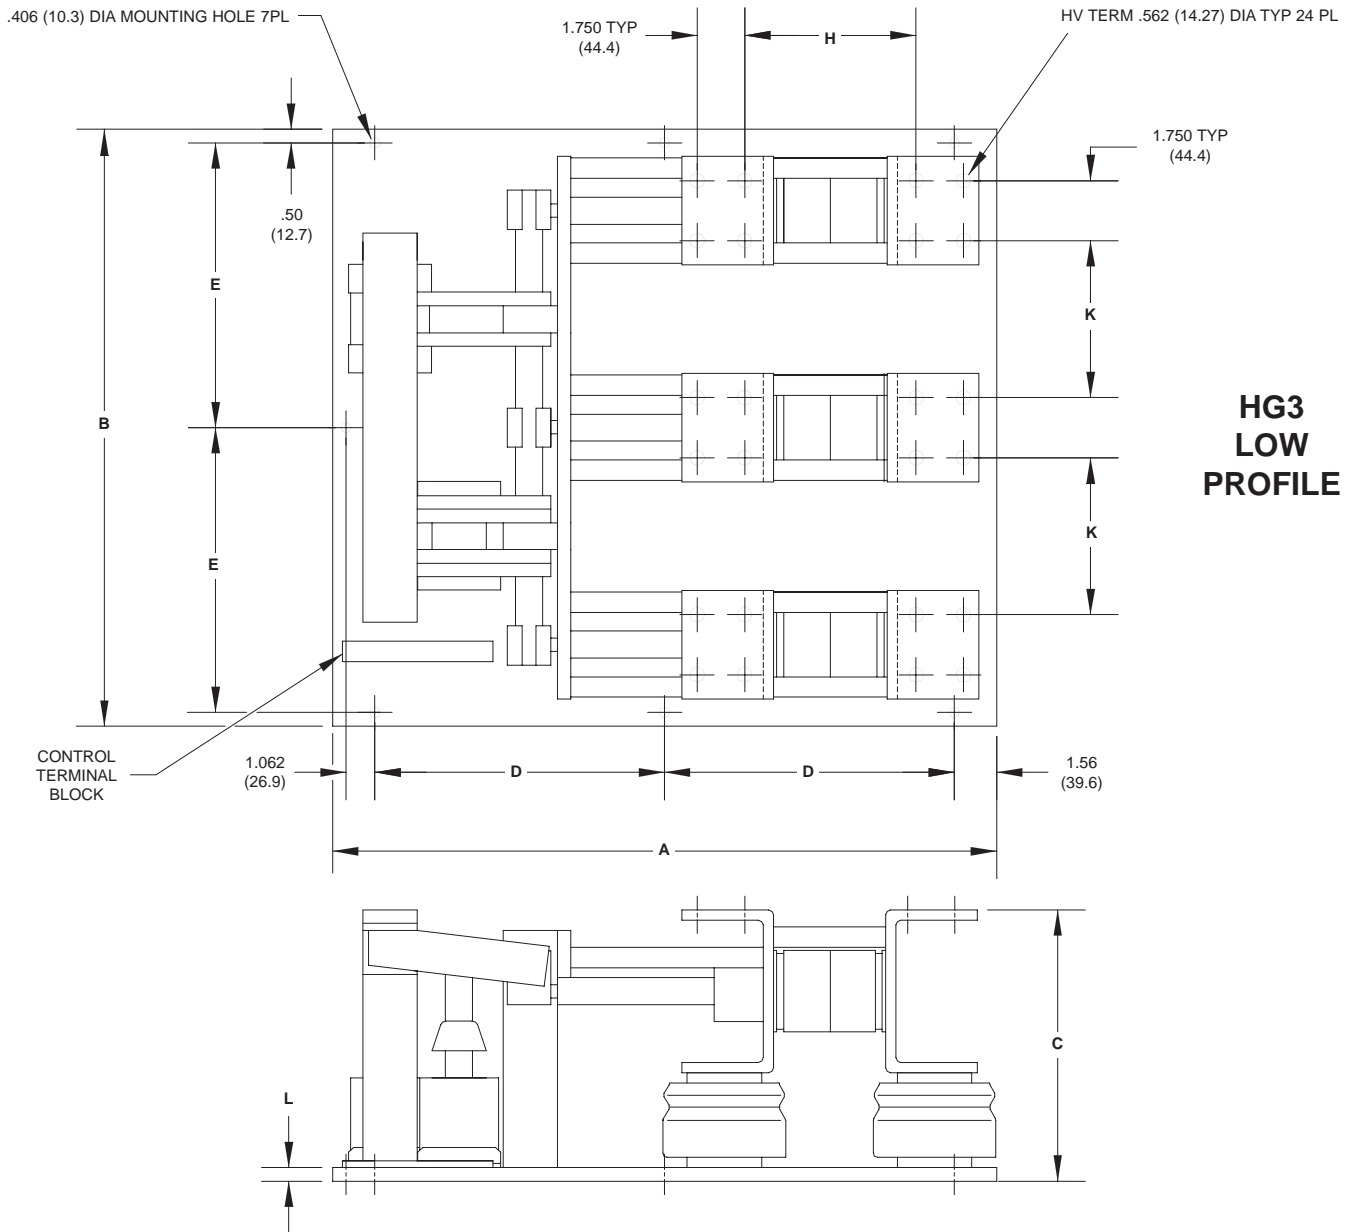 .406 (10.3) DIA MOUNTING HOLE 7PL
1.750 TYP
(44.4)
H
HV TERM .562 (14.27) DIA TYP 24 PL
1.750 TYP
(44.4)
.50
(12.7)
E
K
B
HG3
LOW
PROFILE
K
E
CONTROL
TERMINAL
BLOCK
1.062
(26.9)
D
D
1.56
(39.6)
A
C
L